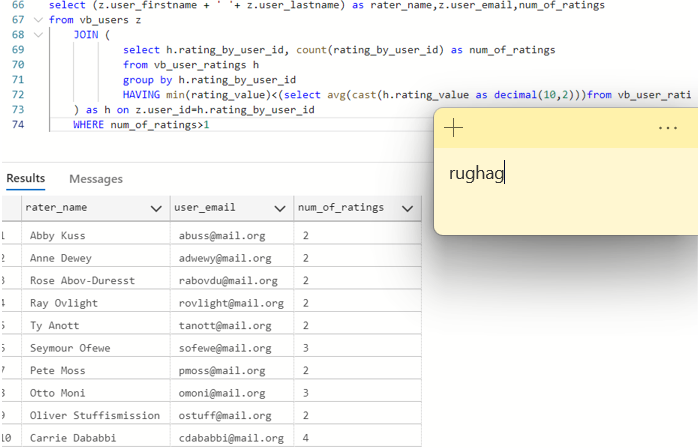 66 select (z.user_firstname + ' '+ z.user_lastname) as rater_name,z.user_email,num_of_ratings
67 from vb_users z
68 JOIN (
69 select h.rating_by_user_id, count(rating_by_user_id) as num_of_ratings
70 from vb_user_ratings h
71 group by h.rating_by_user_id
72 HAVING min(rating_value)<(select avg(cast(h.rating_value as decimal(10,2)))from vb_user_rati
73 ) as h on z.user_id=h.rating_by_user_id
74 WHERE num_of_ratings>1
rughag
Results Messages
rater_name user_email num_of_ratings
1 Abby Kuss abuss@mail.org 2
2 Anne Dewey adwewy@mail.org 2
3 Rose Abov-Duresst rabovdu@mail.org 2
4 Ray Ovlight rovlight@mail.org 2
5 Ty Anott tanott@mail.org 2
6 Seymour Ofewe sofewe@mail.org 3
7 Pete Moss pmoss@mail.org 2
8 Otto Moni omoni@mail.org 3
9 Oliver Stuffismission ostuff@mail.org 2
10 Carrie Dababbi cdababbi@mail.org 4